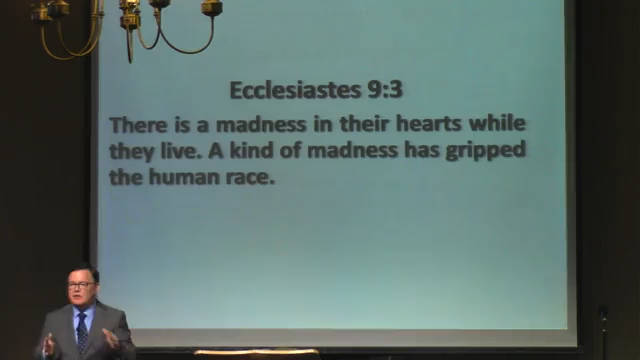 Ecclesiastes 9:3
There is a madness in their hearts while
they live. A kind of madness has gripped
the human race.